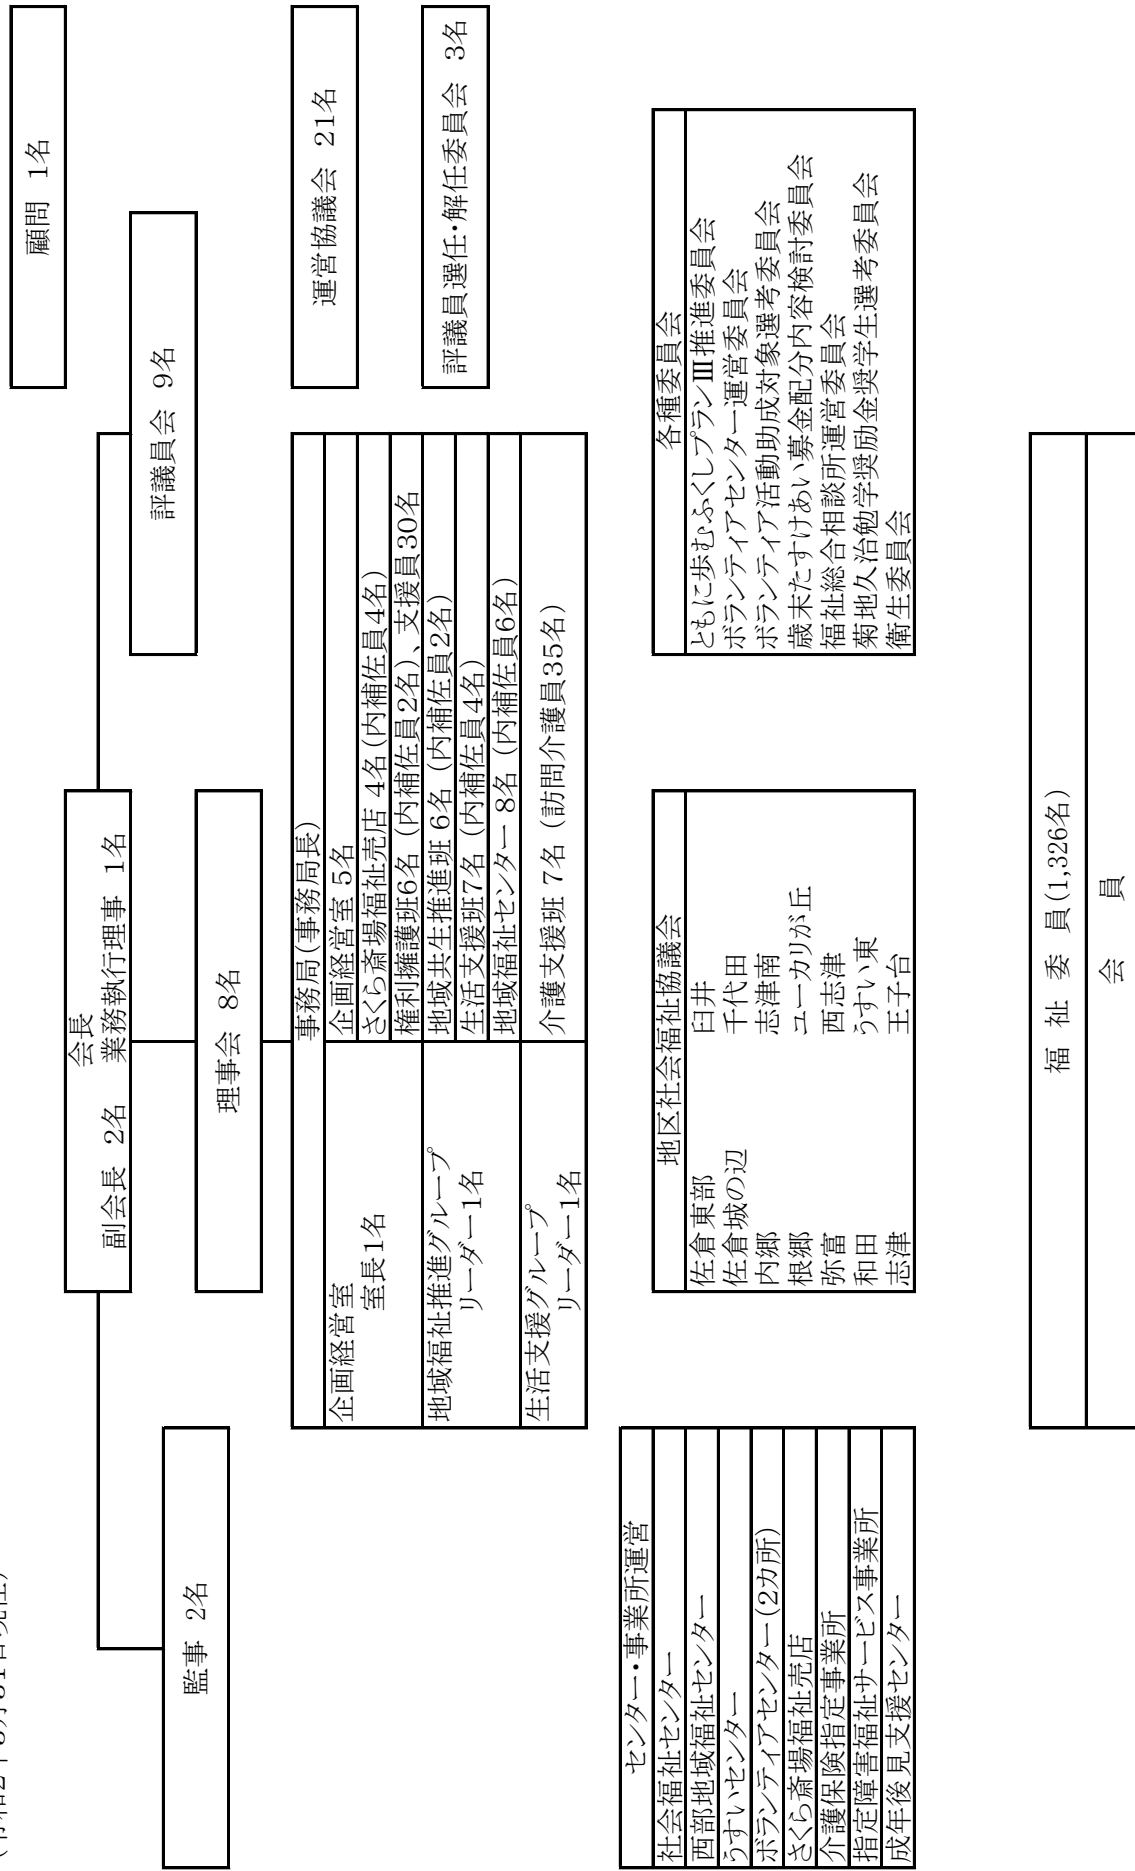 顧問 1名
会長
副会長 2名 業務執行理事 1名
評議員会 9名
監事 2名
理事会 8名
運営協議会 21名
評議員選任・解任委員会 3名
事務局(事務局長)
企画経営室
室長1名
企画経営室 5名
さくら斎場福祉売店 4名(内補佐員4名)
権利擁護班6名 (内補佐員2名)、支援員30名
地域福祉推進グループ
リーダー1名
地域共生推進班 6名 (内補佐員2名)
生活支援班7名 (内補佐員4名)
地域福祉センター 8名 (内補佐員6名)
生活支援グループ
リーダー1名
介護支援班 7名 (訪問介護員35名)
センター・事業所運営
社会福祉センター
西部地域福祉センター
うすいセンター
ボランティアセンター(2カ所)
さくら斎場福祉売店
介護保険指定事業所
指定障害福祉サービス事業所
成年後見支援センター
地区社会福祉協議会
佐倉東部 臼井
佐倉城の辺 千代田
内郷 志津南
根郷 ユーカリが丘
弥富 西志津
和田 うすい東
志津 王子台
各種委員会
ともに歩むふくしプランⅢ推進委員会
ボランティアセンター運営委員会
ボランティア活動助成対象選考委員会
歳末たすけあい募金配分内容検討委員会
福祉総合相談所運営委員会
菊地久治勉学奨励金奨学生選考委員会
衛生委員会
福 祉 委 員(1,326名)
会 員